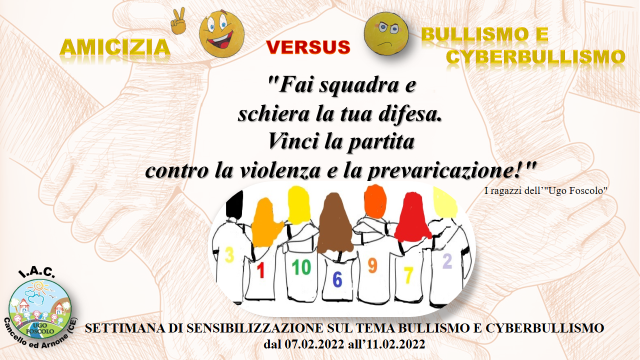 AMICIZIA
VERSUS
BULLISMO E
CYBERBULLISMO
"Fai squadra e
schiera la tua difesa.
Vinci la partita
contro la violenza e la prevaricazione!"
I ragazzi dell'"Ugo Foscolo"
3 1 10 6 9 7 2
I.A.C.
UGO
FOSCOLO
Cancello ed Arnone (CE)
SETTIMANA DI SENSIBILIZZAZIONE SUL TEMA BULLISMO E CYBERBULLISMO
dal 07.02.2022 all'11.02.2022